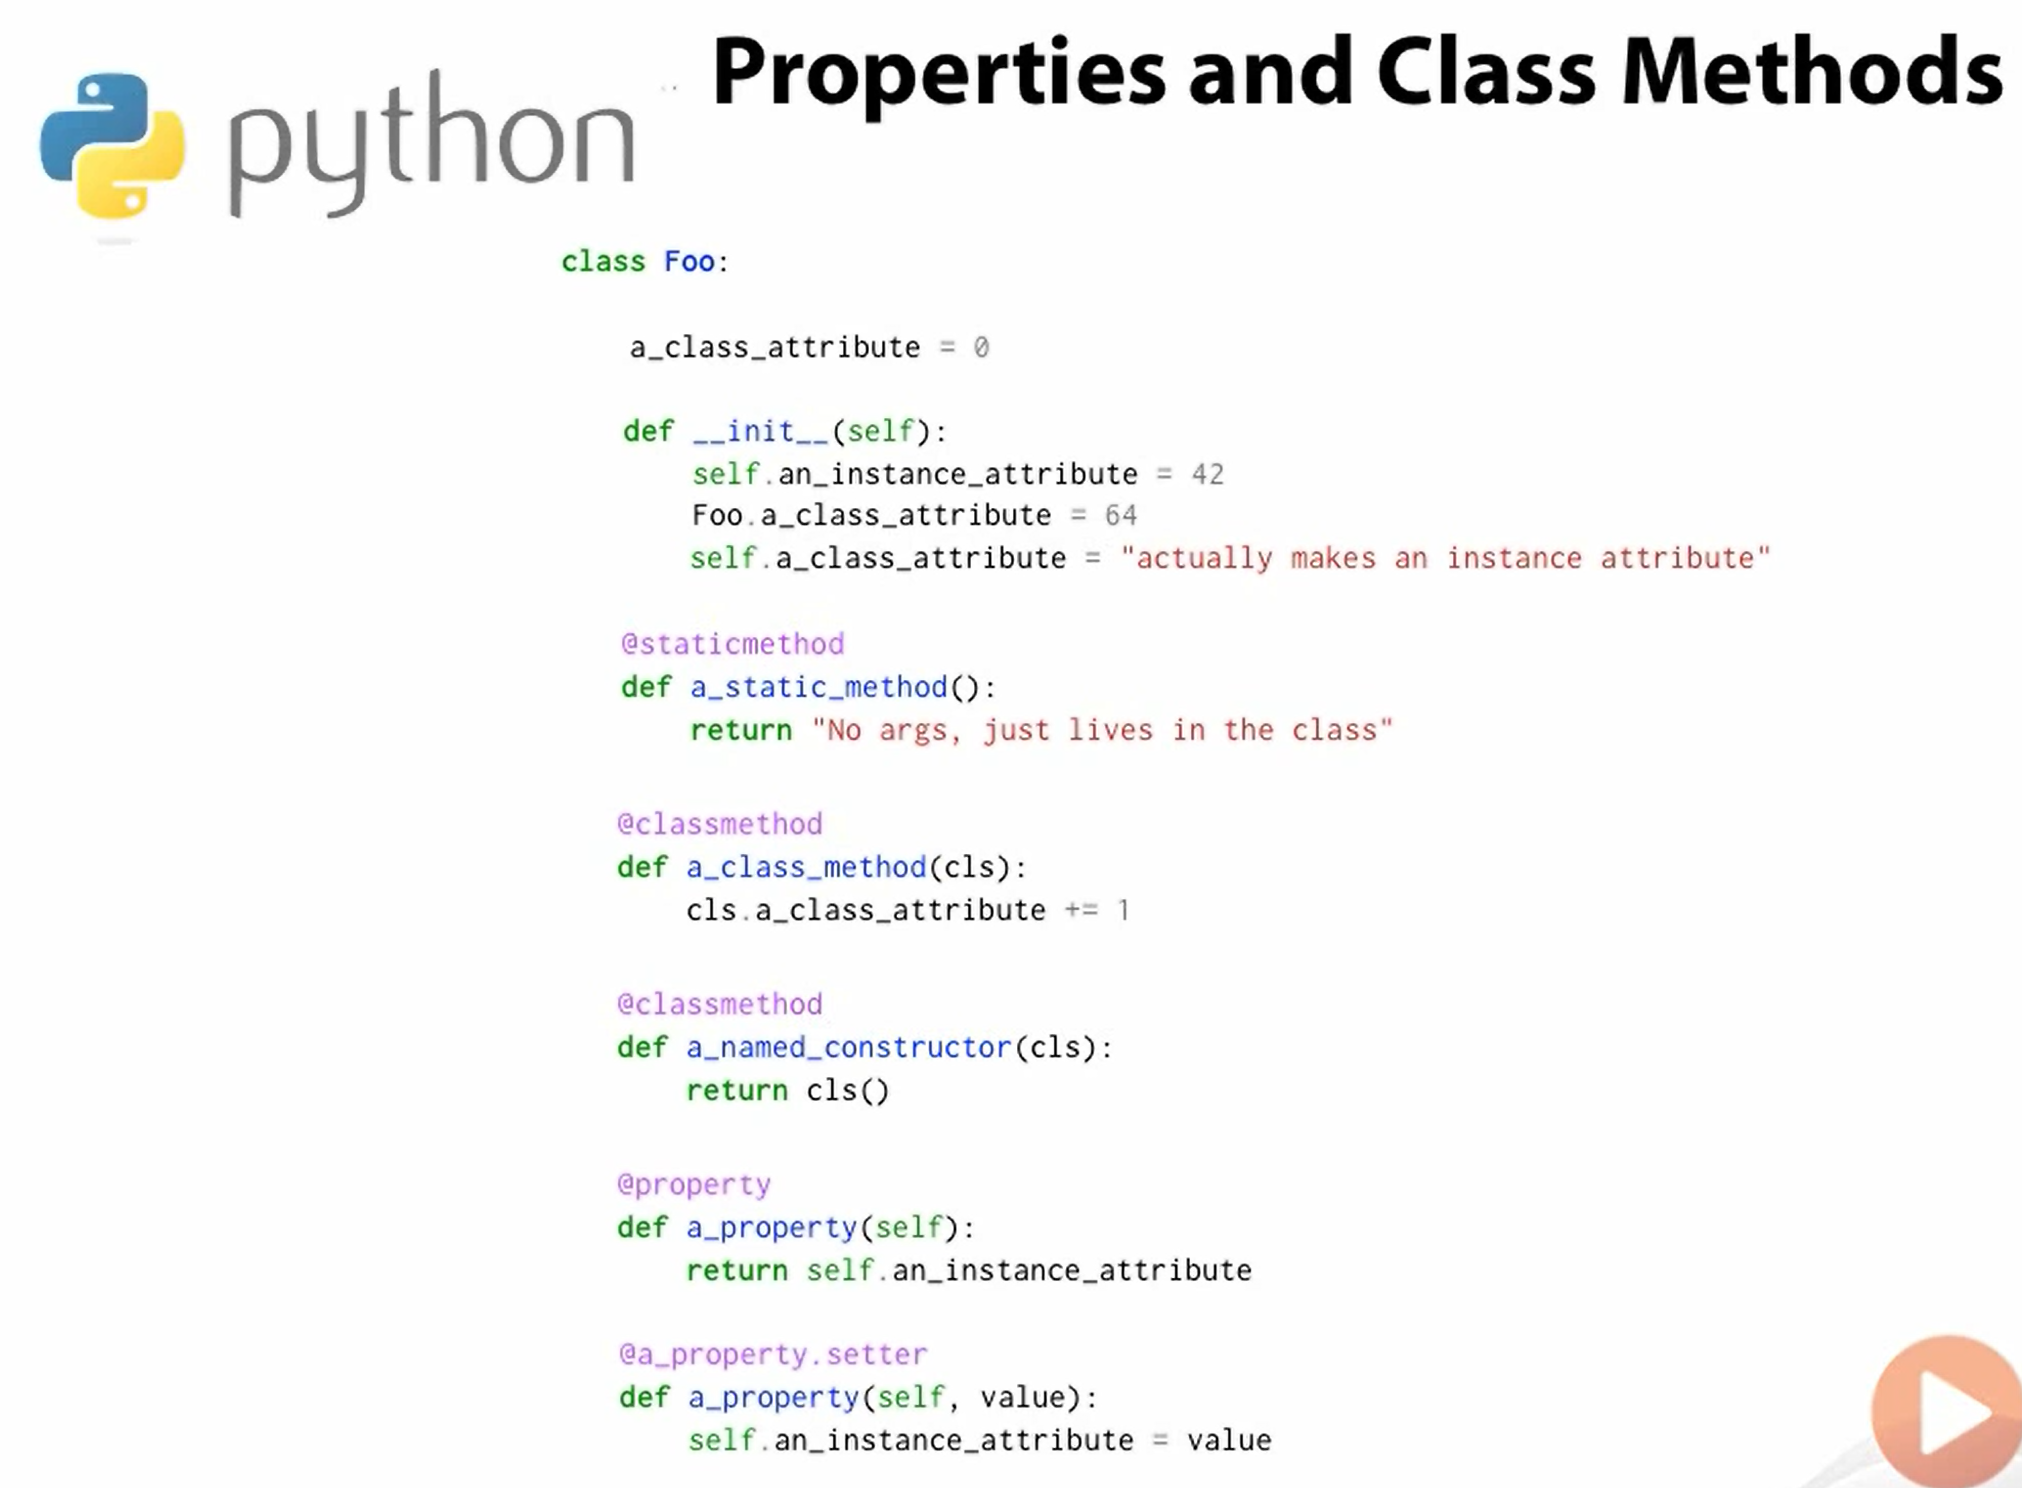 python
Properties and Class Methods
class Foo:
a_class_attribute = 0
def __init__(self):
self.an_instance_attribute = 42
Foo.a_class_attribute = 64
self.a_class_attribute = "actually makes an instance attribute"
@staticmethod
def a_static_method():
return "No args, just lives in the class"
@classmethod
def a_class_method(cls):
cls.a_class_attribute += 1
@classmethod
def a_named_constructor(cls):
return cls()
@property
def a_property(self):
return self.an_instance_attribute
@a_property.setter
def a_property(self, value):
self.an_instance_attribute = value